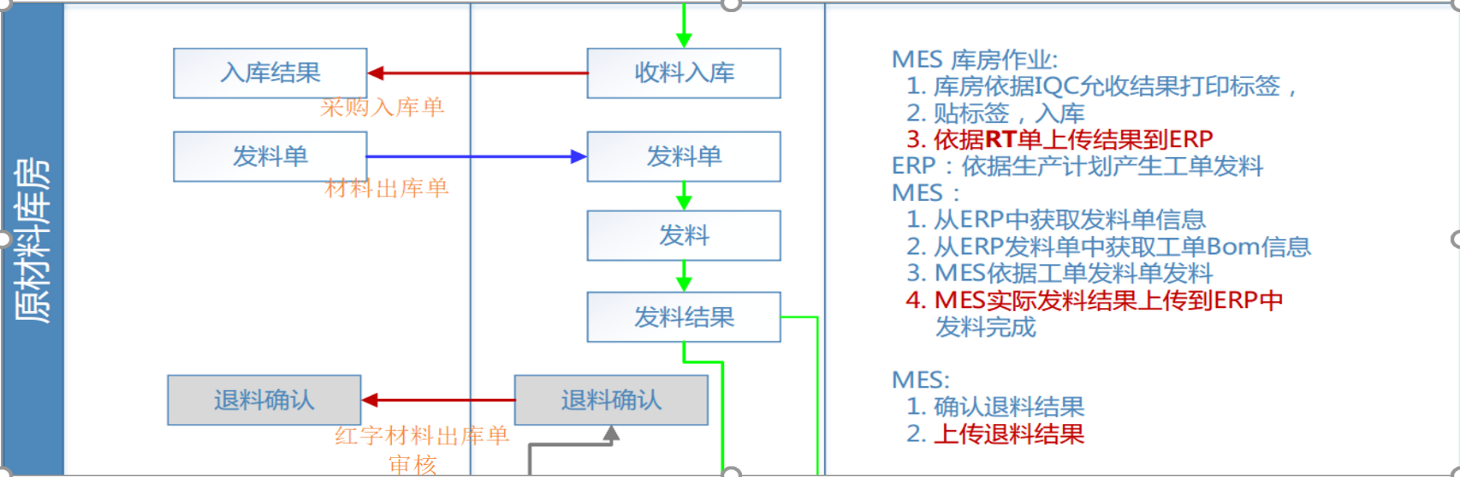 原材料库房
入库结果
收料入库
采购入库单
发料单
发料单
材料出库单
发料
发料结果
退料确认
退料确认
红字材料出库单
审核
MES 库房作业:
1. 库房依据IQC允收结果打印标签，
2. 贴标签，入库
3. 依据RT单上传结果到ERP
ERP：依据生产计划产生工单发料
MES：
1. 从ERP中获取发料单信息
2. 从ERP发料单中获取工单Bom信息
3. MES依据工单发料单发料
4. MES实际发料结果上传到ERP中
发料完成
MES:
1. 确认退料结果
2. 上传退料结果